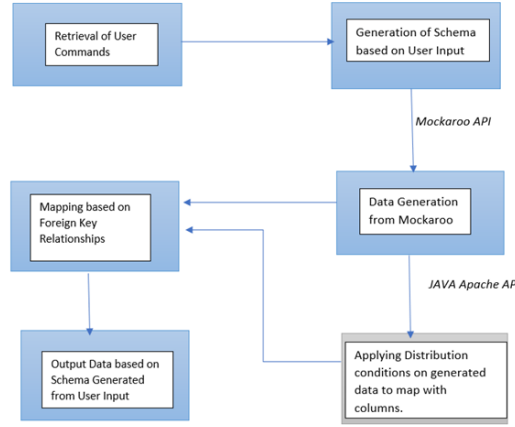 Retrieval of User
Commands
Generation of Schema
based on User Input
Mockaroo API
Mapping based on
Foreign Key
Relationships
Data Generation
from Mockaroo
JAVA Apache AP
Output Data based on
Schema Generated
from User Input
Applying Distribution
conditions on generated
data to map with
columns.